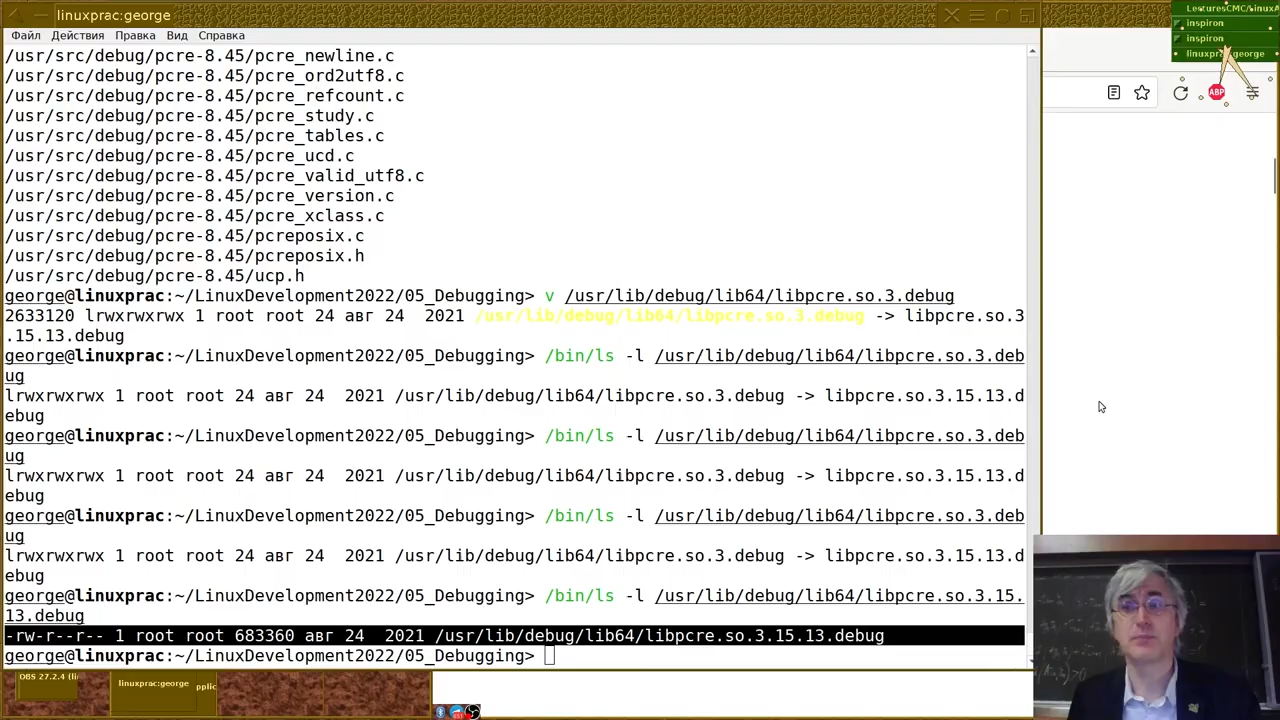 linuxprac:george
Файл Действия Правка Вид Справка
/usr/src/debug/pcre-8.45/pcre_newline.c
/usr/src/debug/pcre-8.45/pcre_ord2utf8.c
/usr/src/debug/pcre-8.45/pcre_refcount.c
/usr/src/debug/pcre-8.45/pcre_study.c
/usr/src/debug/pcre-8.45/pcre_tables.c
/usr/src/debug/pcre-8.45/pcre_ucd.c
/usr/src/debug/pcre-8.45/pcre_valid_utf8.c
/usr/src/debug/pcre-8.45/pcre_version.c
/usr/src/debug/pcre-8.45/pcre_xclass.c
/usr/src/debug/pcre-8.45/pcreposix.c
/usr/src/debug/pcre-8.45/pcreposix.h
/usr/src/debug/pcre-8.45/ucp.h
george@linuxprac:~/LinuxDevelopment2022/05_Debugging> v /usr/lib/debug/lib64/libpcre.so.3.debug
2633120 lrwxrwxrwx 1 root root 24 авг 24  2021 /usr/lib/debug/lib64/libpcre.so.3.debug -> libpcre.so.3
.15.13.debug
george@linuxprac:~/LinuxDevelopment2022/05_Debugging> /bin/ls -l /usr/lib/debug/lib64/libpcre.so.3.deb
ug
lrwxrwxrwx 1 root root 24 авг 24  2021 /usr/lib/debug/lib64/libpcre.so.3.debug -> libpcre.so.3.15.13.d
ebug
george@linuxprac:~/LinuxDevelopment2022/05_Debugging> /bin/ls -l /usr/lib/debug/lib64/libpcre.so.3.deb
ug
lrwxrwxrwx 1 root root 24 авг 24  2021 /usr/lib/debug/lib64/libpcre.so.3.debug -> libpcre.so.3.15.13.d
ebug
george@linuxprac:~/LinuxDevelopment2022/05_Debugging> /bin/ls -l /usr/lib/debug/lib64/libpcre.so.3.deb
ug
lrwxrwxrwx 1 root root 24 авг 24  2021 /usr/lib/debug/lib64/libpcre.so.3.debug -> libpcre.so.3.15.13.d
ebug
george@linuxprac:~/LinuxDevelopment2022/05_Debugging> /bin/ls -l /usr/lib/debug/lib64/libpcre.so.3.15.
13.debug
-rw-r--r-- 1 root root 683360 авг 24  2021 /usr/lib/debug/lib64/libpcre.so.3.15.13.debug
george@linuxprac:~/LinuxDevelopment2022/05_Debugging>
inspiron
inspiron
ABP
OBS 27.2.4
linuxprac:george